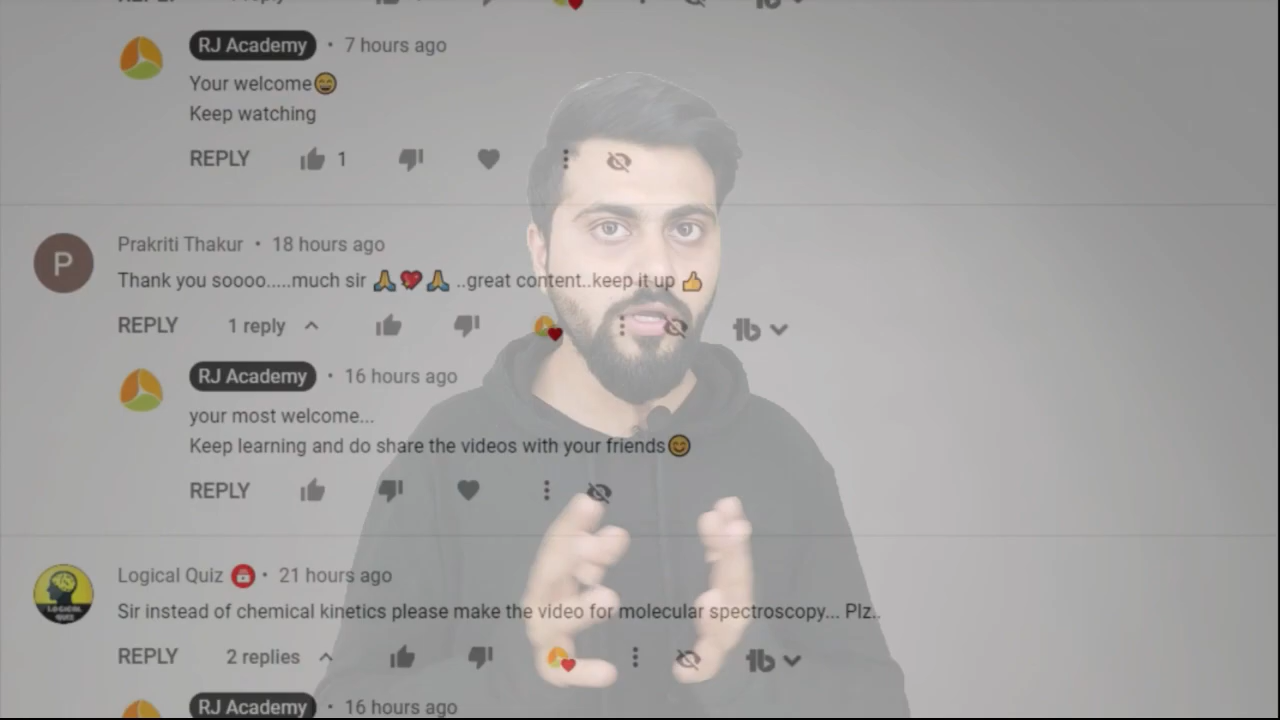 RJ Academy • 7 hours ago
Your welcome😄
Keep watching
REPLY 1
P
Prakriti Thakur • 18 hours ago
Thank you soooo.....much sir 🙏💖🙏 ..great content..keep it up 👍
REPLY 1 reply
RJ Academy • 16 hours ago
your most welcome...
Keep learning and do share the videos with your friends😊
REPLY
LOGICAL
QUIZ
Logical Quiz • 21 hours ago
Sir instead of chemical kinetics please make the video for molecular spectroscopy... Plz..
REPLY 2 replies
RJ Academy • 16 hours ago